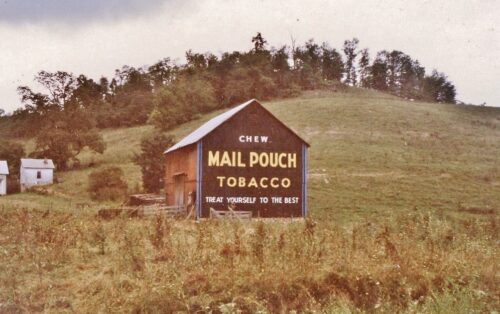 CHEW
MAIL POUCH
TOBACCO
TREAT YOURSELF TO THE BEST